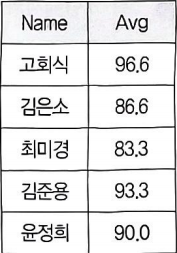 Name Avg
고회식 96.6
김은소 86.6
최미경 83.3
김준용 93.3
윤정희 90.0